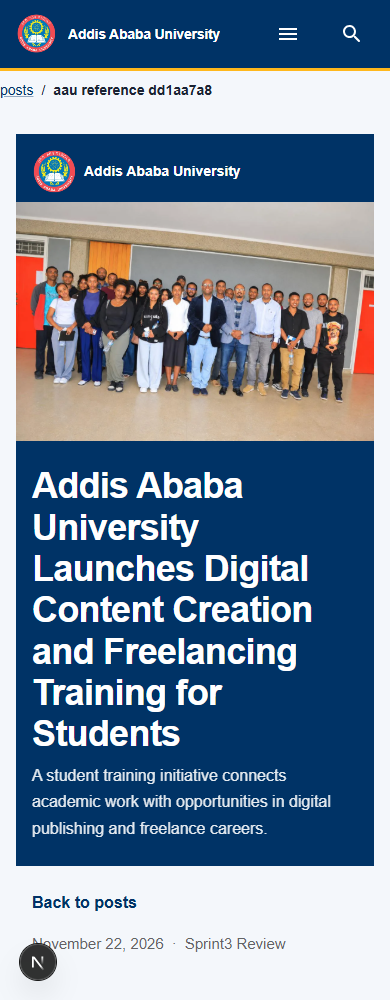 Addis Ababa University
posts / aau reference dd1aa7a8
Addis Ababa University
Addis Ababa
University
Launches Digital
Content Creation
and Freelancing
Training for
Students
A student training initiative connects
academic work with opportunities in digital
publishing and freelance careers.
Back to posts
November 22, 2026 · Sprint3 Review
N